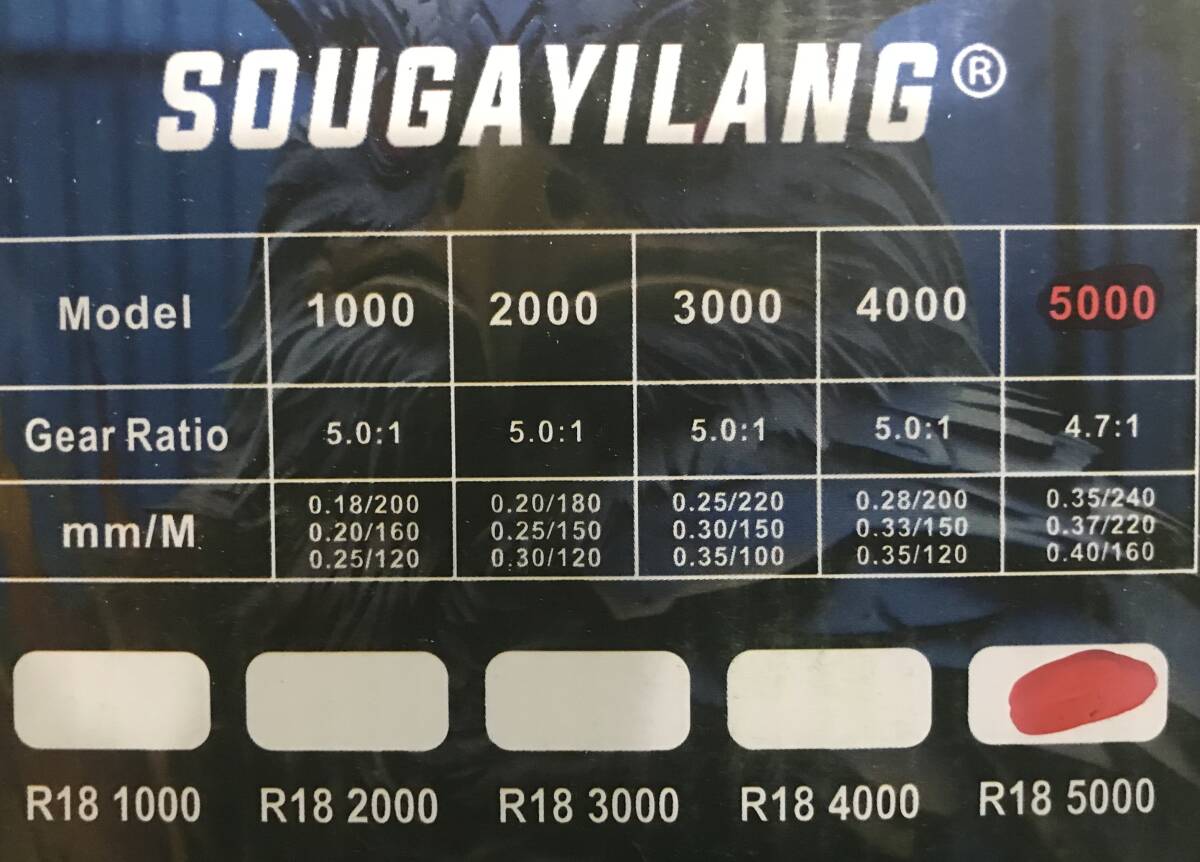 SOUGAYILANG®
Model 1000 2000 3000 4000 5000
Gear Ratio 5.0:1 5.0:1 5.0:1 5.0:1 4.7:1
mm/M
0.18/200 0.20/180 0.25/220 0.28/200 0.35/240
0.20/160 0.25/150 0.30/150 0.33/150 0.37/220
0.25/120 0.30/120 0.35/100 0.35/120 0.40/160
R18 1000 R18 2000 R18 3000 R18 4000 R18 5000